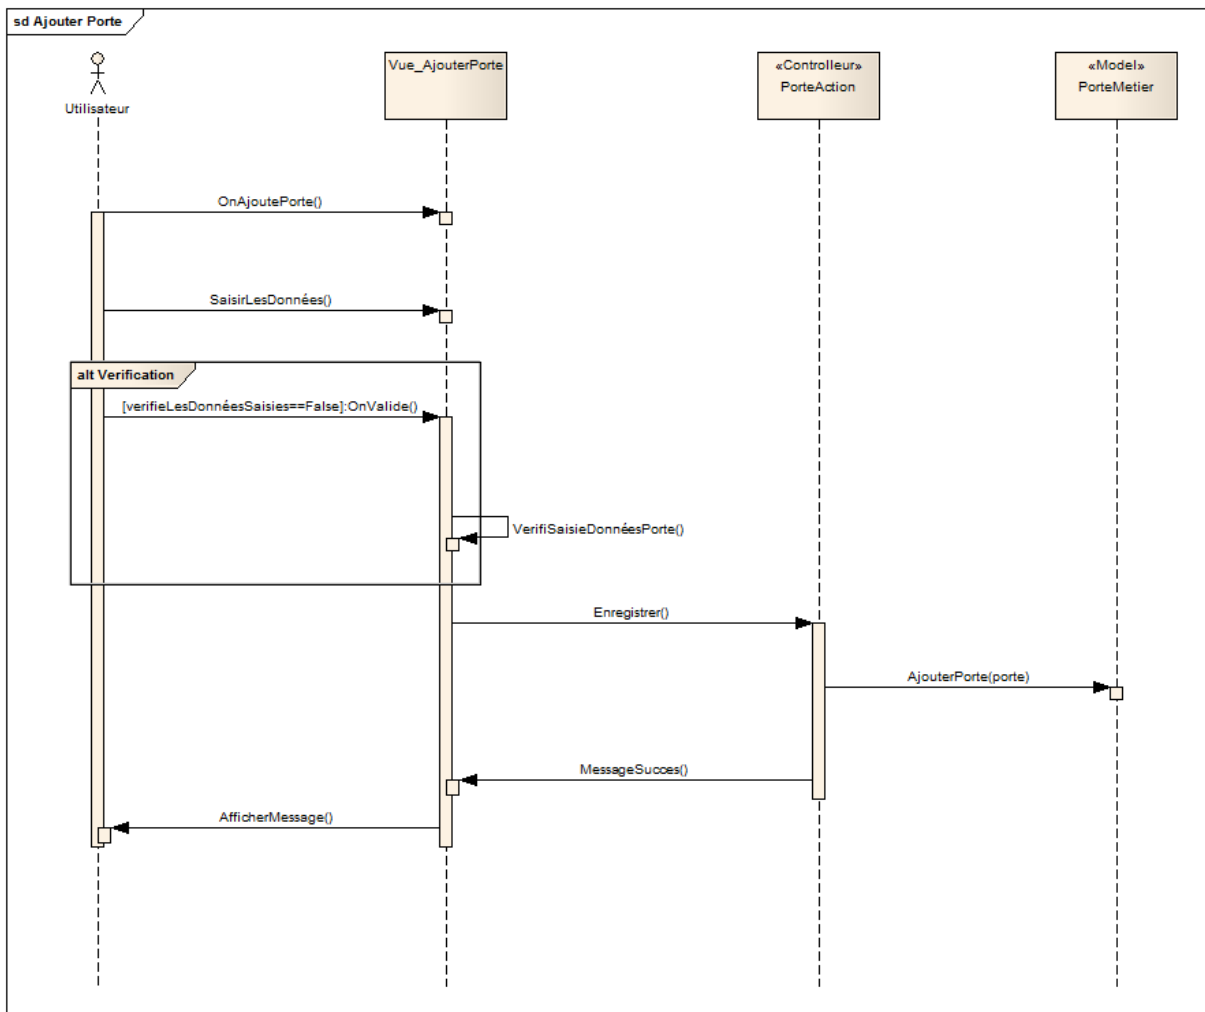 sd Ajouter Porte
Utilisateur
Vue_AjouterPorte
«Controlleur»
PorteAction
«Model»
PorteMetier
OnAjoutePorte()
SaisirLesDonnées()
alt Verification
[verifieLesDonnéesSaisies==False]:OnValide()
VerifiSaisieDonnéesPorte()
Enregistrer()
AjouterPorte(porte)
MessageSucces()
AfficherMessage()